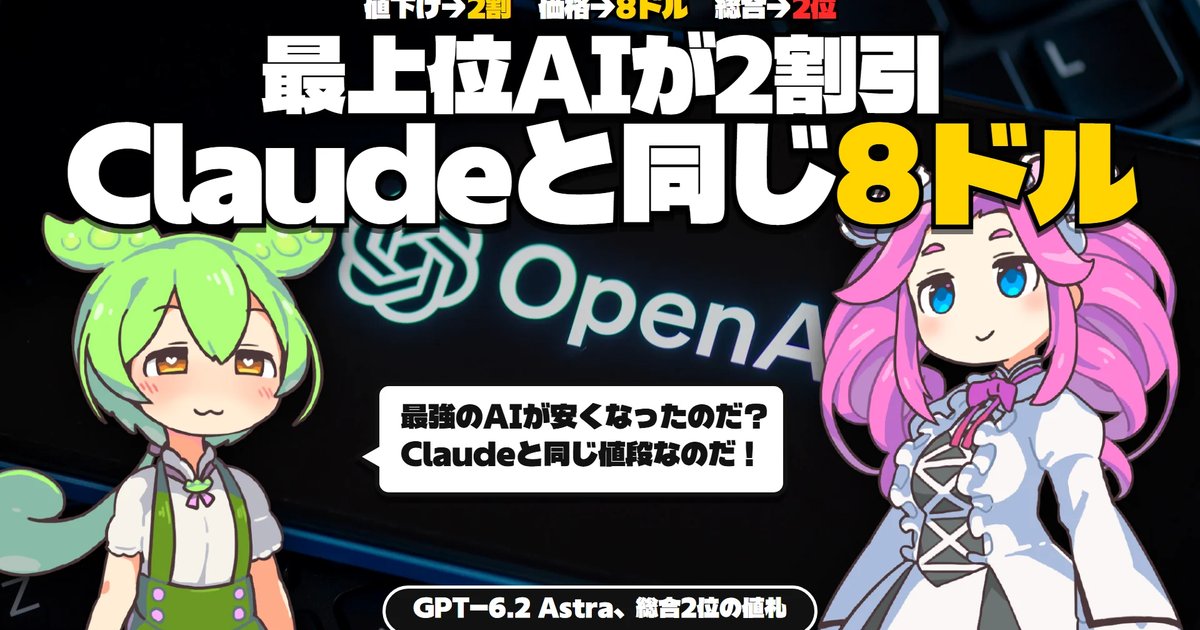 値下げ→2割 価格→8ドル 総合→2位
最上位AIが2割引
Claudeと同じ8ドル
OpenA
最強のAIが安くなったのだ?
Claudeと同じ値段なのだ!
GPT-6.2 Astra、総合2位の値札
L
Z